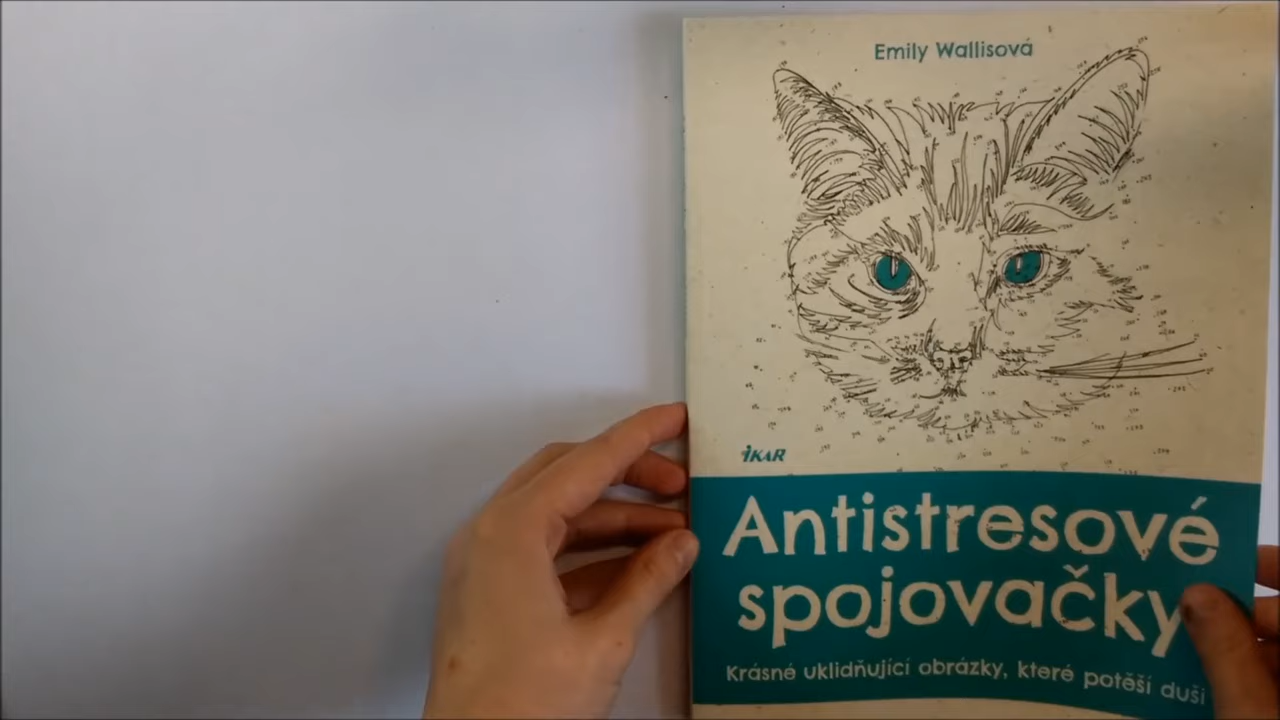 Emily Wallisová
iKAR
Antistresové
spojovačky
Krásné uklidňující obrázky, které potěší duši